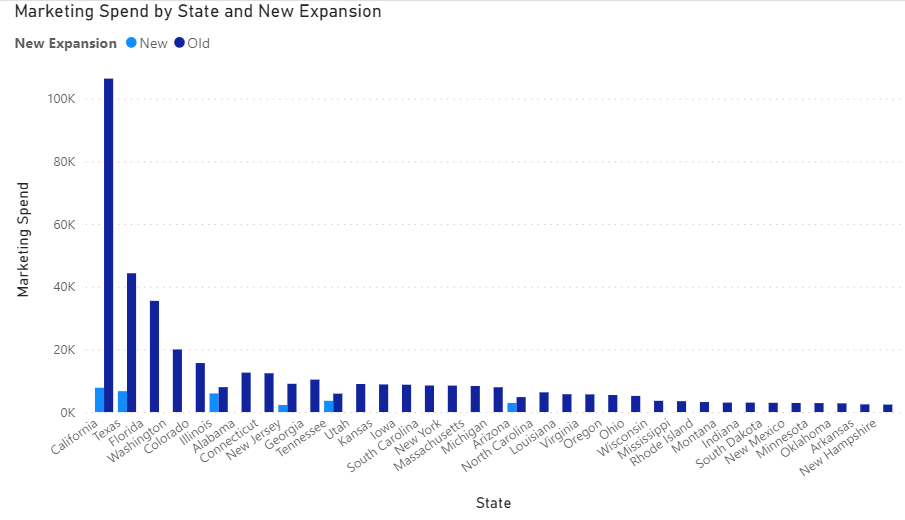 Marketing Spend by State and New Expansion
New Expansion New Old
100K
80K
60K
40K
20K
0K
Marketing Spend
California
Texas
Florida
Washington
Colorado
Illinois
Alabama
Connecticut
New Jersey
Georgia
Tennessee
Utah
Kansas
Iowa
South Carolina
New York
Massachusetts
Michigan
Arizona
North Carolina
Louisiana
Virginia
Oregon
Ohio
Wisconsin
Mississippi
Rhode Island
Montana
Indiana
South Dakota
New Mexico
Minnesota
Oklahoma
Arkansas
New Hampshire
State